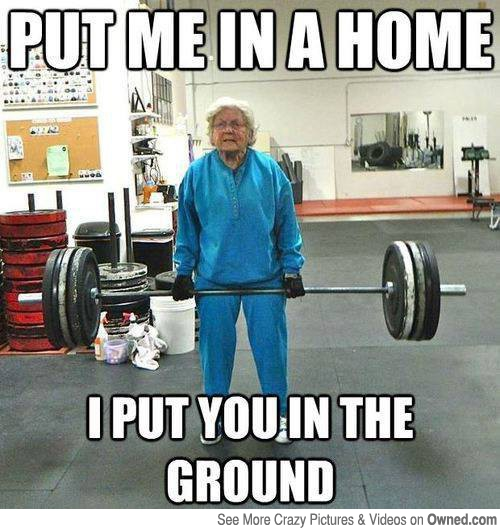 PUT ME IN A HOME
I PUT YOU IN THE
GROUND
See More Crazy Pictures & Videos on Owned.com